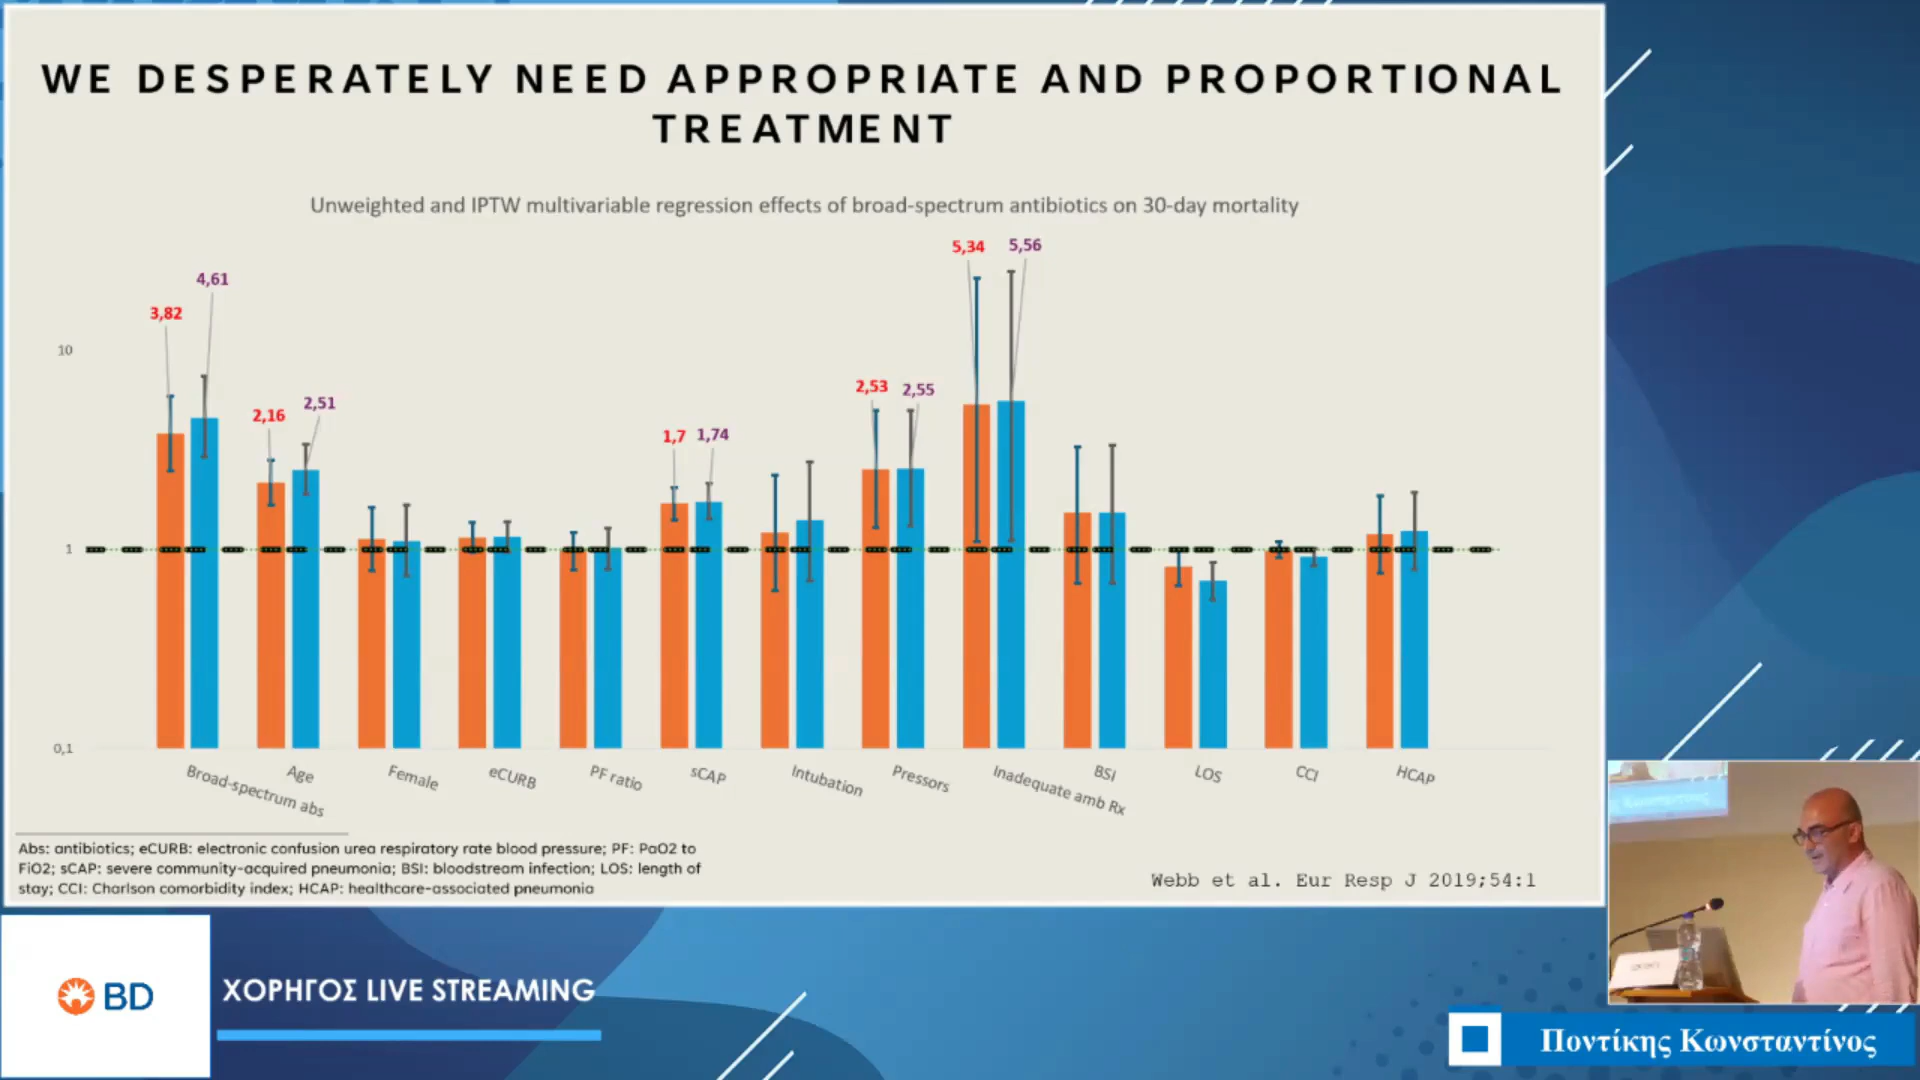 WE DESPERATELY NEED APPROPRIATE AND PROPORTIONAL
TREATMENT
Unweighted and IPTW multivariable regression effects of broad-spectrum antibiotics on 30-day mortality
3,82
4,61
2,16
2,51
1,7
1,74
2,53
2,55
5,34
5,56
10
1
0,1
Broad-spectrum abs
Age
Female
eCURB
PF ratio
sCAP
Intubation
Pressors
Inadequate amb Rx
BSI
LOS
CCI
HCAP
Abs: antibiotics; eCURB: electronic confusion urea respiratory rate blood pressure; PF: PaO2 to
FiO2; sCAP: severe community-acquired pneumonia; BSI: bloodstream infection; LOS: length of
stay; CCI: Charlson comorbidity index; HCAP: healthcare-associated pneumonia
Webb et al. Eur Resp J 2019;54:1
BD
ΧΟΡΗΓΟΣ LIVE STREAMING
Ποντίκης Κωνσταντίνος